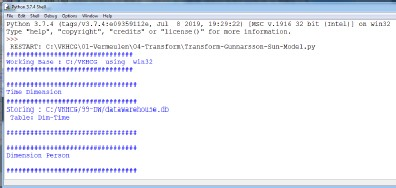 Python 3.7.4 Shell
File Edit Shell Debug Options Window Help
Python 3.7.4 (tags/v3.7.4:e09359112e, Jul 8 2019, 19:29:22) [MSC v.1916 32 bit (Intel)] on win32
Type "help", "copyright", "credits" or "license()" for more information.
>>>
RESTART: C:/VKHCG/01-Vermeulen/04-Transform/Transform-Gunnarsson-Sun-Model.py
################################
Working Base : C:/VKHCG using win32
################################
#################################
Time Dimension
#################################
Storing : C:/VKHCG/99-DW/datawarehouse.db
Table: Dim-Time
#################################
#################################
Dimension Person
#################################